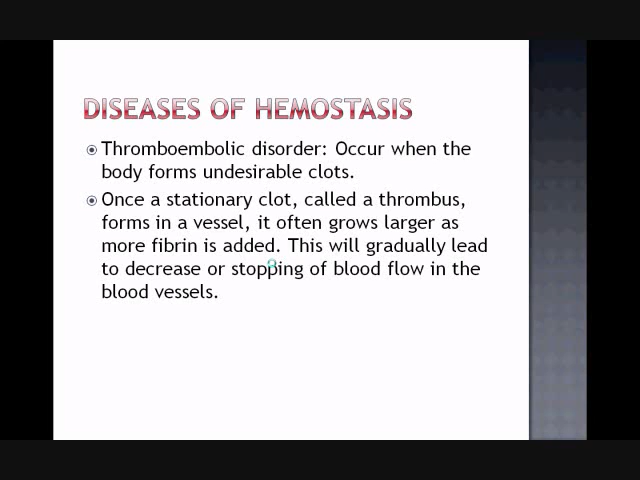 DISEASES OF HEMOSTASIS
Thromboembolic disorder: Occur when the
body forms undesirable clots.
Once a stationary clot, called a thrombus,
forms in a vessel, it often grows larger as
more fibrin is added. This will gradually lead
to decrease or stopping of blood flow in the
blood vessels.